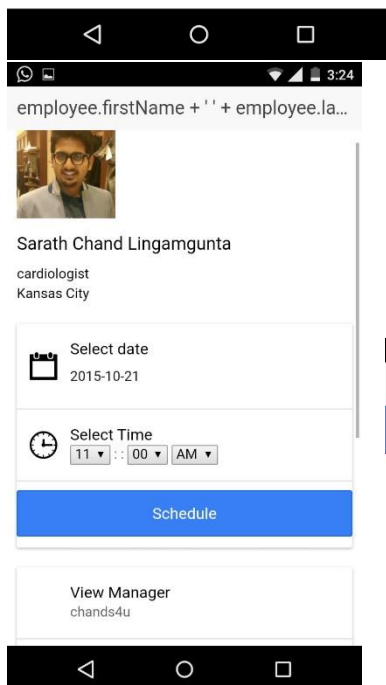 3:24
employee.firstName + ' ' + employee.la...
Sarath Chand Lingamgunta
cardiologist
Kansas City
Select date
2015-10-21
Select Time
11 : : 00 AM
Schedule
View Manager
chands4u